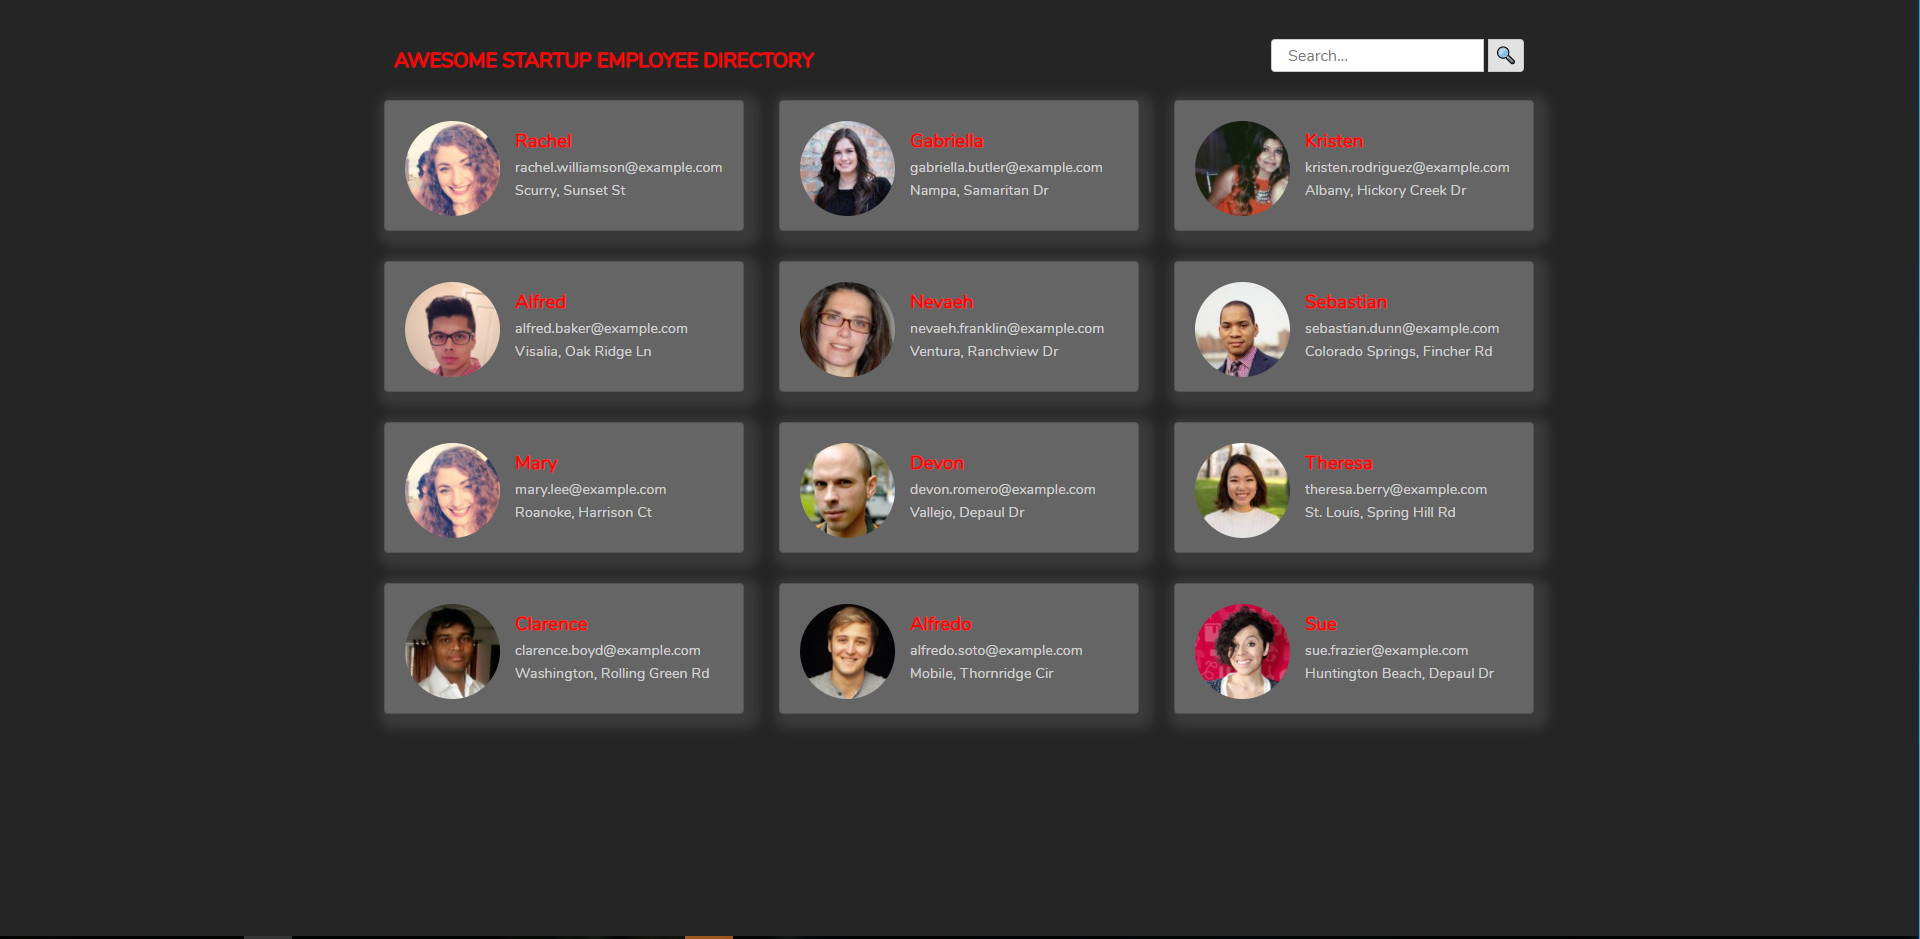 AWESOME STARTUP EMPLOYEE DIRECTORY
Search...
Rachel
rachel.williamson@example.com
Scurry, Sunset St
Gabriella
gabriella.butler@example.com
Nampa, Samaritan Dr
Kristen
kristen.rodriguez@example.com
Albany, Hickory Creek Dr
Alfred
alfred.baker@example.com
Visalia, Oak Ridge Ln
Nevaeh
nevaeh.franklin@example.com
Ventura, Ranchview Dr
Sebastian
sebastian.dunn@example.com
Colorado Springs, Fincher Rd
Mary
mary.lee@example.com
Roanoke, Harrison Ct
Devon
devon.romero@example.com
Vallejo, Depaul Dr
Theresa
theresa.berry@example.com
St. Louis, Spring Hill Rd
Clarence
clarence.boyd@example.com
Washington, Rolling Green Rd
Alfredo
alfredo.soto@example.com
Mobile, Thornridge Cir
Sue
sue.frazier@example.com
Huntington Beach, Depaul Dr